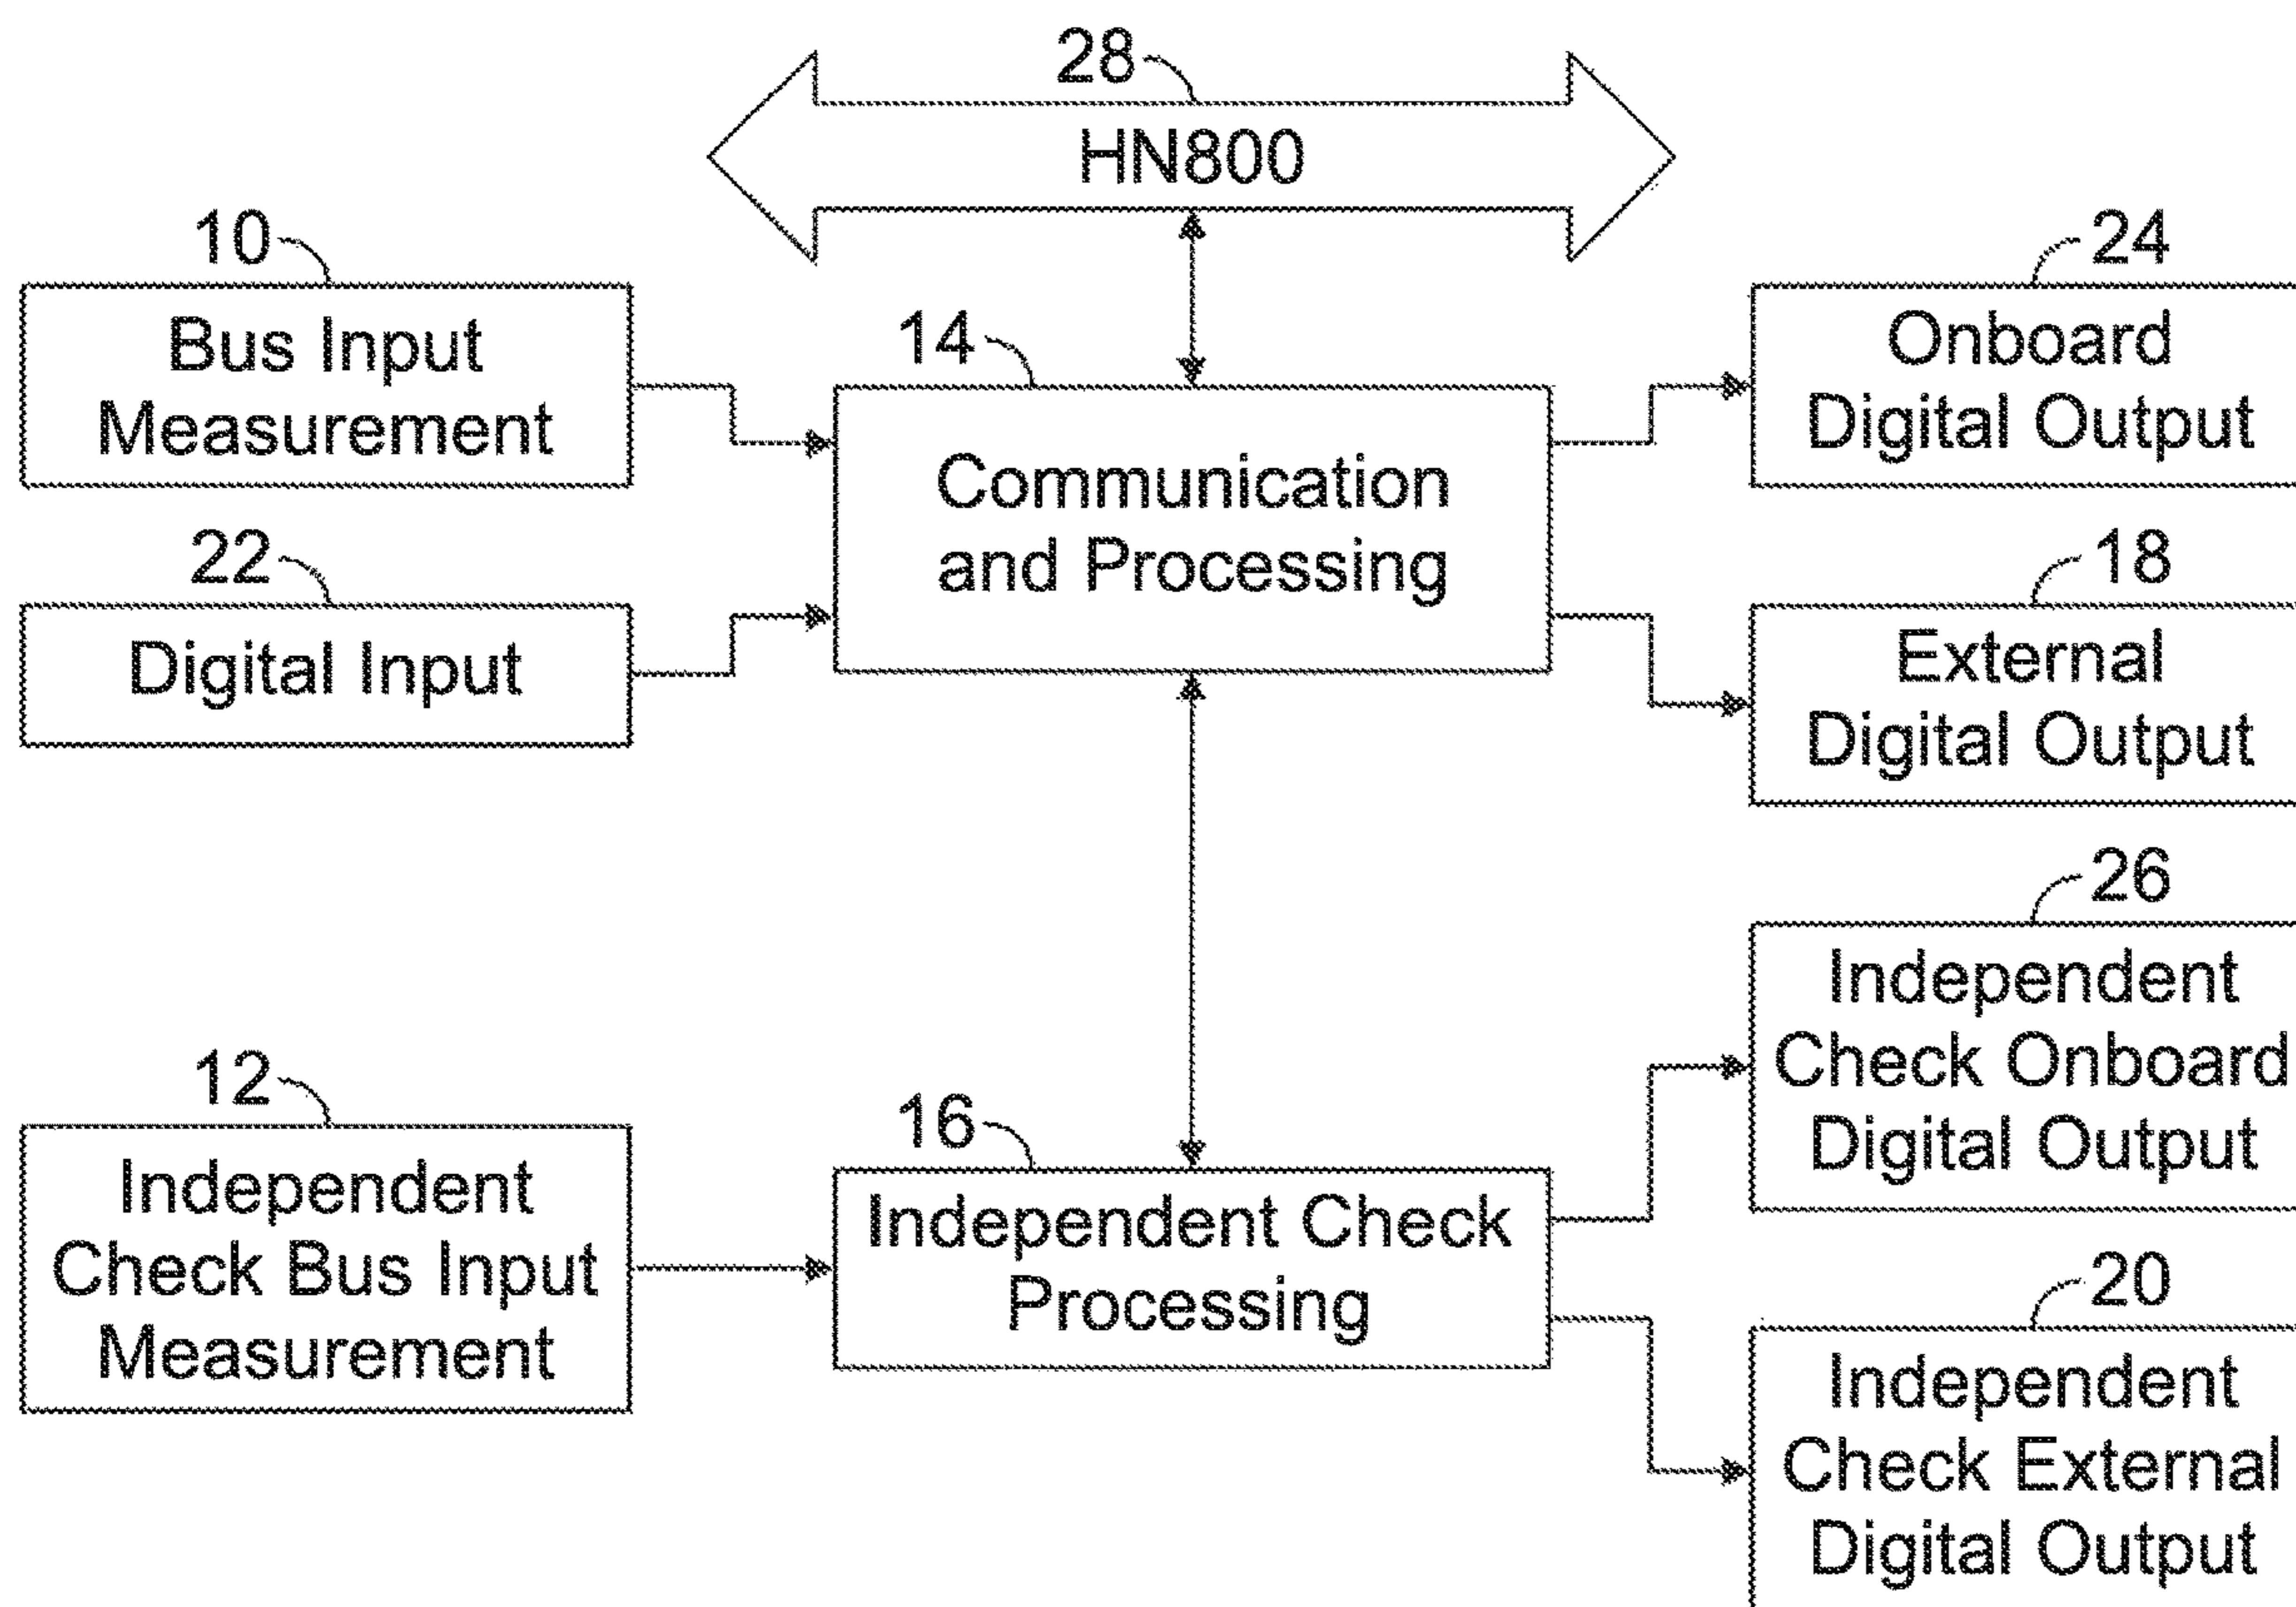 28
HN800
10
Bus Input
Measurement
14
Communication
and Processing
24
Onboard
Digital Output
22
Digital Input
18
External
Digital Output
26
Independent
Check Onboard
Digital Output
12
Independent
Check Bus Input
Measurement
16
Independent Check
Processing
20
Independent
Check External
Digital Output